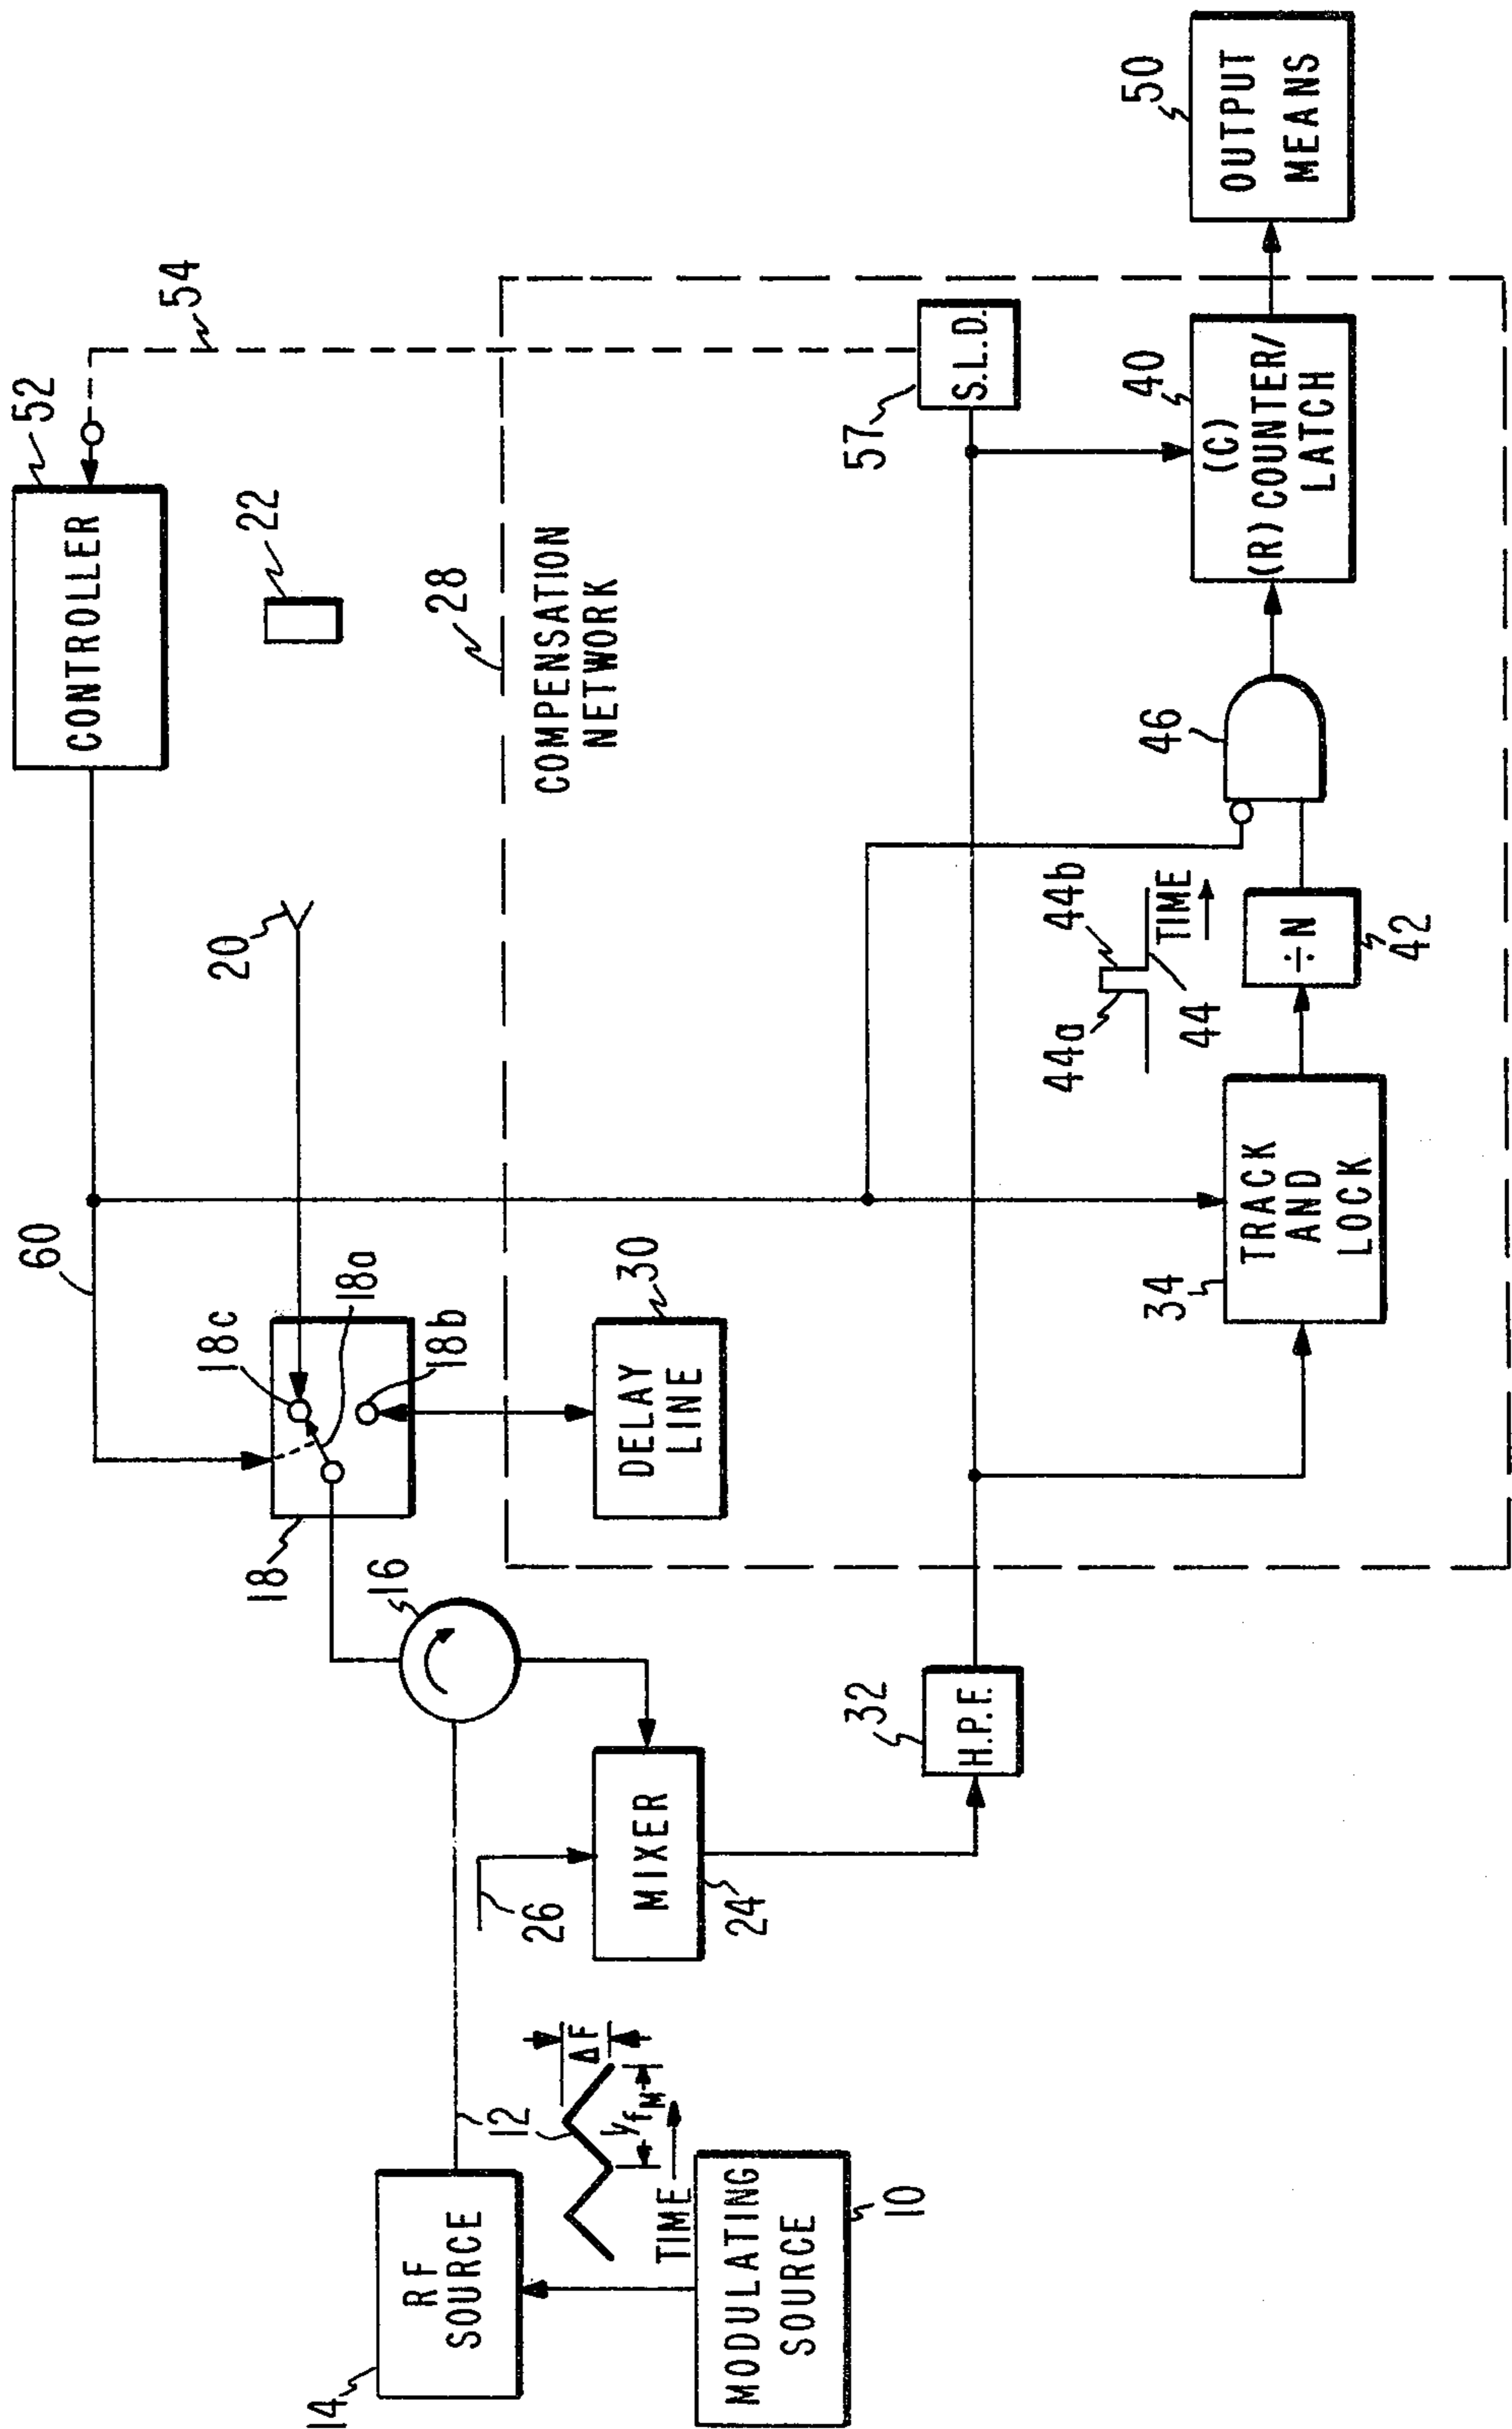 CONTROLLER
52
54
22
20
60
18c
18a
18b
18
16
28
COMPENSATION
NETWORK
DELAY
LINE
30
14
RF
SOURCE
12
ΔF
1/fM
TIME
MODULATING
SOURCE
10
26
MIXER
24
32
H.P.F.
57
S.L.D.
34
TRACK
AND
LOCK
44a
44b
44
TIME
÷N
42
46
40
(C)
(R) COUNTER/
LATCH
50
OUTPUT
MEANS